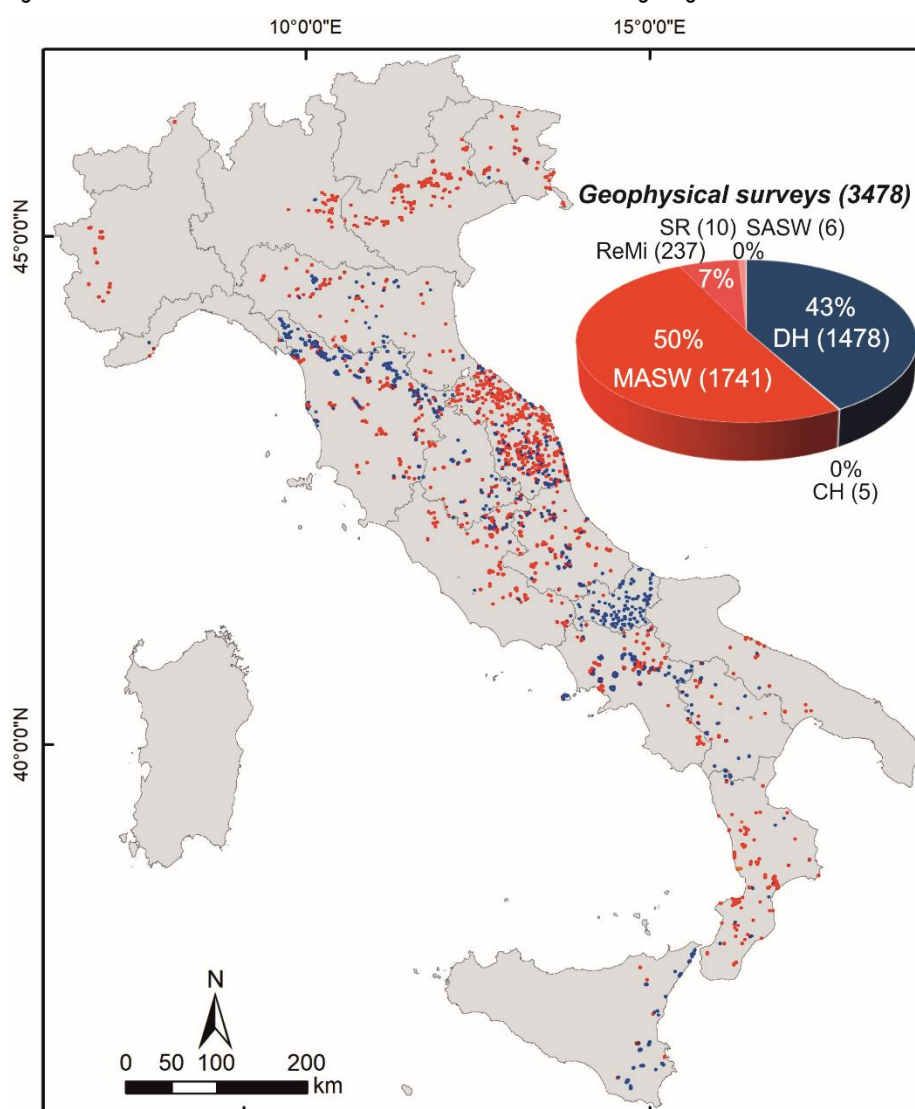 10°0'0"E 15°0'0"E
Geophysical surveys (3478)
SR (10) SASW (6)
ReMi (237) 0%
7%
43%
DH (1478)
50%
MASW (1741)
0%
CH (5)
45°0'0"N
40°0'0"N
N
0 50 100 200
km